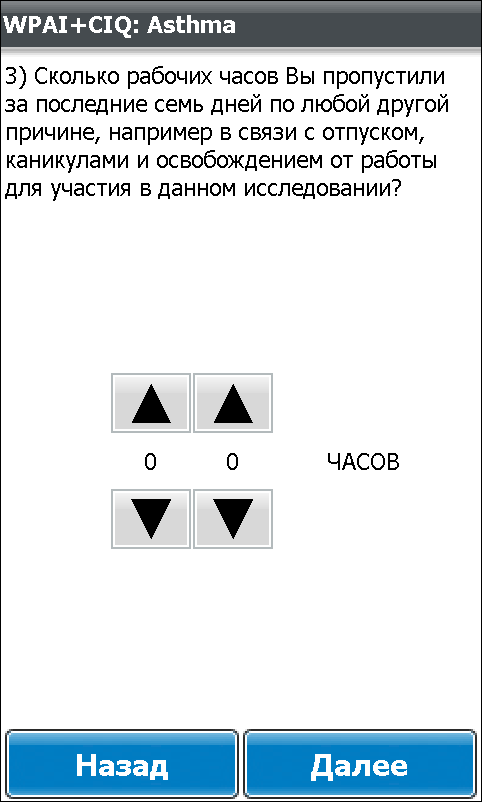 WPAI+CIQ: Asthma
3) Сколько рабочих часов Вы пропустили
за последние семь дней по любой другой
причине, например в связи с отпуском,
каникулами и освобождением от работы
для участия в данном исследовании?
0 0 ЧАСОВ
Назад Далее